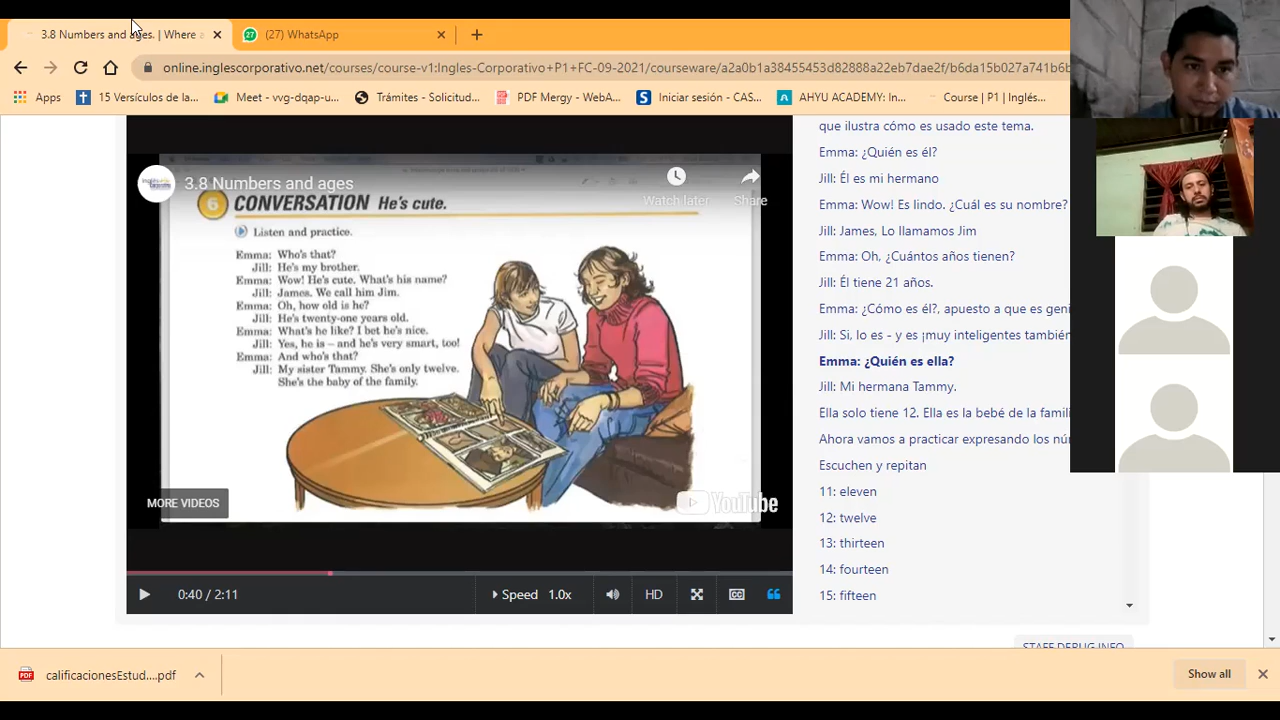 3.8 Numbers and ages. | Where a
27
(27) WhatsApp
online.inglescorporativo.net/courses/course-v1:Ingles-Corporativo+P1+FC-09-2021/courseware/a2a0b1a38455453d82888a22eb7dae2f/b6da15b027a741b6b
Apps
15 Versículos de la...
Meet - vvg-dqap-u...
Trámites - Solicitud...
PDF Mergy - WebA...
Iniciar sesión - CAS...
AHYU ACADEMY: In...
Course | P1 | Inglés...
3.8 Numbers and ages
Watch later
Share
6 CONVERSATION He's cute.
Listen and practice.
Emma: Who's that?
Jill: He's my brother.
Emma: Wow! He's cute. What's his name?
Jill: James. We call him Jim.
Emma: Oh, how old is he?
Jill: He's twenty-one years old.
Emma: What's he like? I bet he's nice.
Jill: Yes, he is – and he's very smart, too!
Emma: And who's that?
Jill: My sister Tammy. She's only twelve.
She's the baby of the family.
MORE VIDEOS
YouTube
0:40 / 2:11
Speed 1.0x
HD
CC
que ilustra cómo es usado este tema.
Emma: ¿Quién es él?
Jill: Él es mi hermano
Emma: Wow! Es lindo. ¿Cuál es su nombre?
Jill: James, Lo llamamos Jim
Emma: Oh, ¿Cuántos años tienen?
Jill: Él tiene 21 años.
Emma: ¿Cómo es él?, apuesto a que es geni
Jill: Si, lo es - y es ¡muy inteligentes también
Emma: ¿Quién es ella?
Jill: Mi hermana Tammy.
Ella solo tiene 12. Ella es la bebé de la famili
Ahora vamos a practicar expresando los nú
Escuchen y repitan
11: eleven
12: twelve
13: thirteen
14: fourteen
15: fifteen
STAFF DEBUG INFO
PDF
calificacionesEstud....pdf
Show all